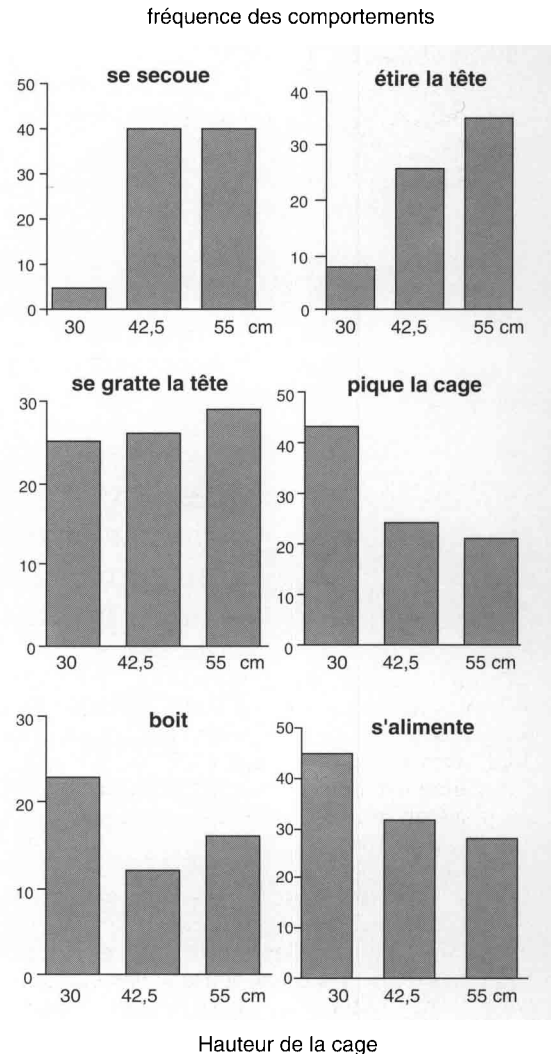 fréquence des comportements
se secoue
50
40
30
20
10
0
30 42,5 55 cm
étire la tête
40
30
20
10
0
30 42,5 55 cm
se gratte la tête
30
20
10
0
30 42,5 55 cm
pique la cage
50
40
30
20
10
0
30 42,5 55 cm
boit
30
20
10
0
30 42,5 55 cm
s'alimente
50
40
30
20
10
0
30 42,5 55 cm
Hauteur de la cage